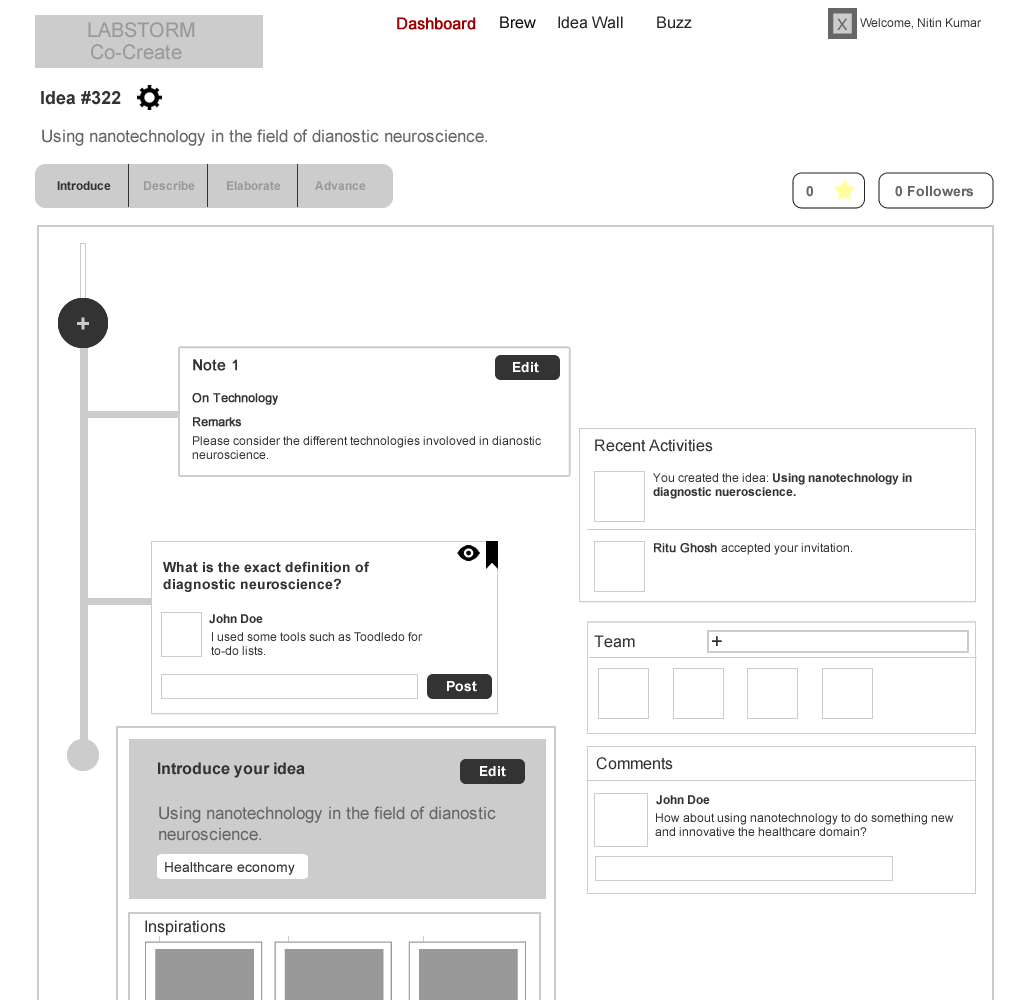 LABSTORM
Co-Create
Dashboard Brew Idea Wall Buzz
X Welcome, Nitin Kumar
Idea #322
Using nanotechnology in the field of dianostic neuroscience.
Introduce Describe Elaborate Advance
0
0 Followers
+
Note 1
Edit
On Technology
Remarks
Please consider the different technologies involoved in dianostic
neuroscience.
What is the exact definition of
diagnostic neuroscience?
John Doe
I used some tools such as Toodledo for
to-do lists.
Post
Introduce your idea
Edit
Using nanotechnology in the field of dianostic
neuroscience.
Healthcare economy
Inspirations
Recent Activities
You created the idea: Using nanotechnology in
diagnostic nueroscience.
Ritu Ghosh accepted your invitation.
Team
+
Comments
John Doe
How about using nanotechnology to do something new
and innovative the healthcare domain?